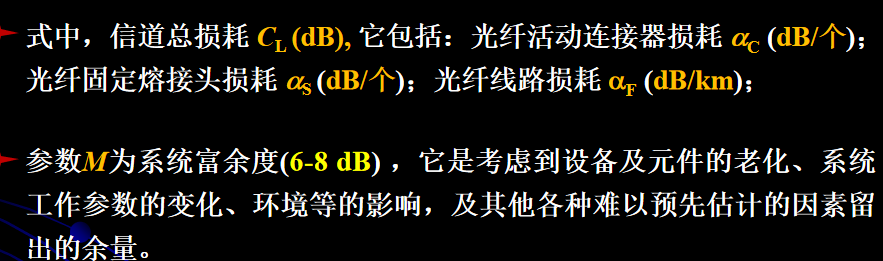 式中，信道总损耗 CL (dB), 它包括：光纤活动连接器损耗 αC (dB/个)；
光纤固定熔接头损耗 αS (dB/个)；光纤线路损耗 αF (dB/km)；
参数M为系统富余度(6-8 dB) ，它是考虑到设备及元件的老化、系统
工作参数的变化、环境等的影响，及其他各种难以预先估计的因素留
出的余量。